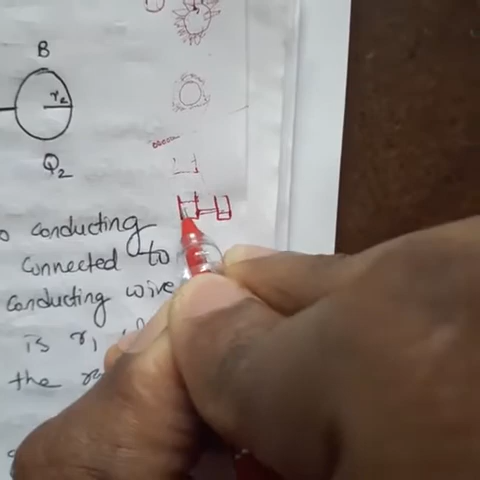 B
r₂
Q₂
conducting
connected to
conducting wire
is r₁
the